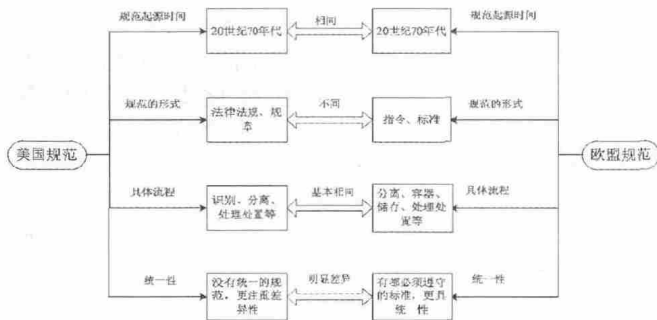 规范起源时间
20世纪70年代
相同
20世纪70年代
规范起源时间
规范的形式
法律法规、规
章
不同
指令、标准
规范的形式
美国规范
欧盟规范
具体流程
识别、分离、
处理处置等
基本相同
分离、容器、
储存、处理处
置等
具体流程
统一性
没有统一的规
范，更注重差
异性
明显差异
有都必须遵守
的标准，更具
统一性
统一性